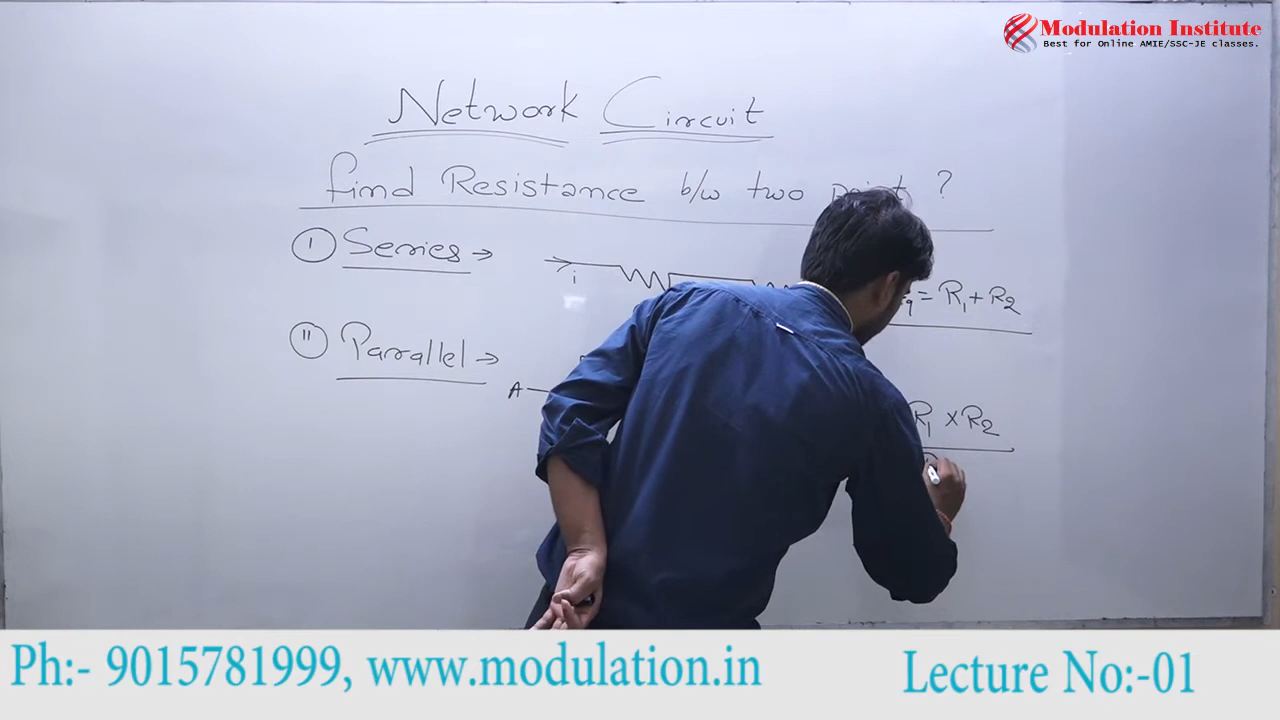 Modulation Institute
Best for Online AMIE/SSC-JE classes.
Network Circuit
find Resistance b/w two point ?
I Series →
i
q = R1 + R2
II Parallel →
A
R1 × R2
Ph:- 9015781999, www.modulation.in
Lecture No:-01